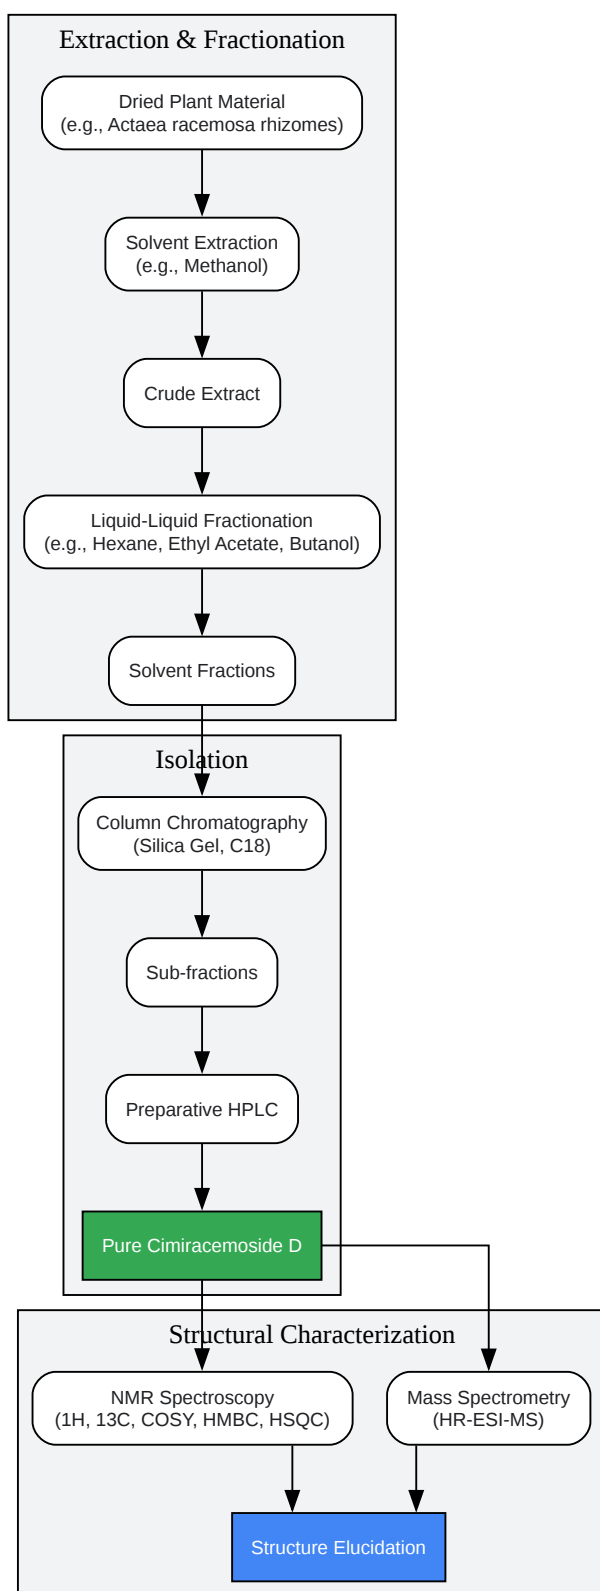 Extraction & Fractionation
Dried Plant Material
(e.g., Actaea racemosa rhizomes)
Solvent Extraction
(e.g., Methanol)
Crude Extract
Liquid-Liquid Fractionation
(e.g., Hexane, Ethyl Acetate, Butanol)
Solvent Fractions
Isolation
Column Chromatography
(Silica Gel, C18)
Sub-fractions
Preparative HPLC
Pure Cimiracemoside D
Structural Characterization
NMR Spectroscopy
(1H, 13C, COSY, HMBC, HSQC)
Mass Spectrometry
(HR-ESI-MS)
Structure Elucidation